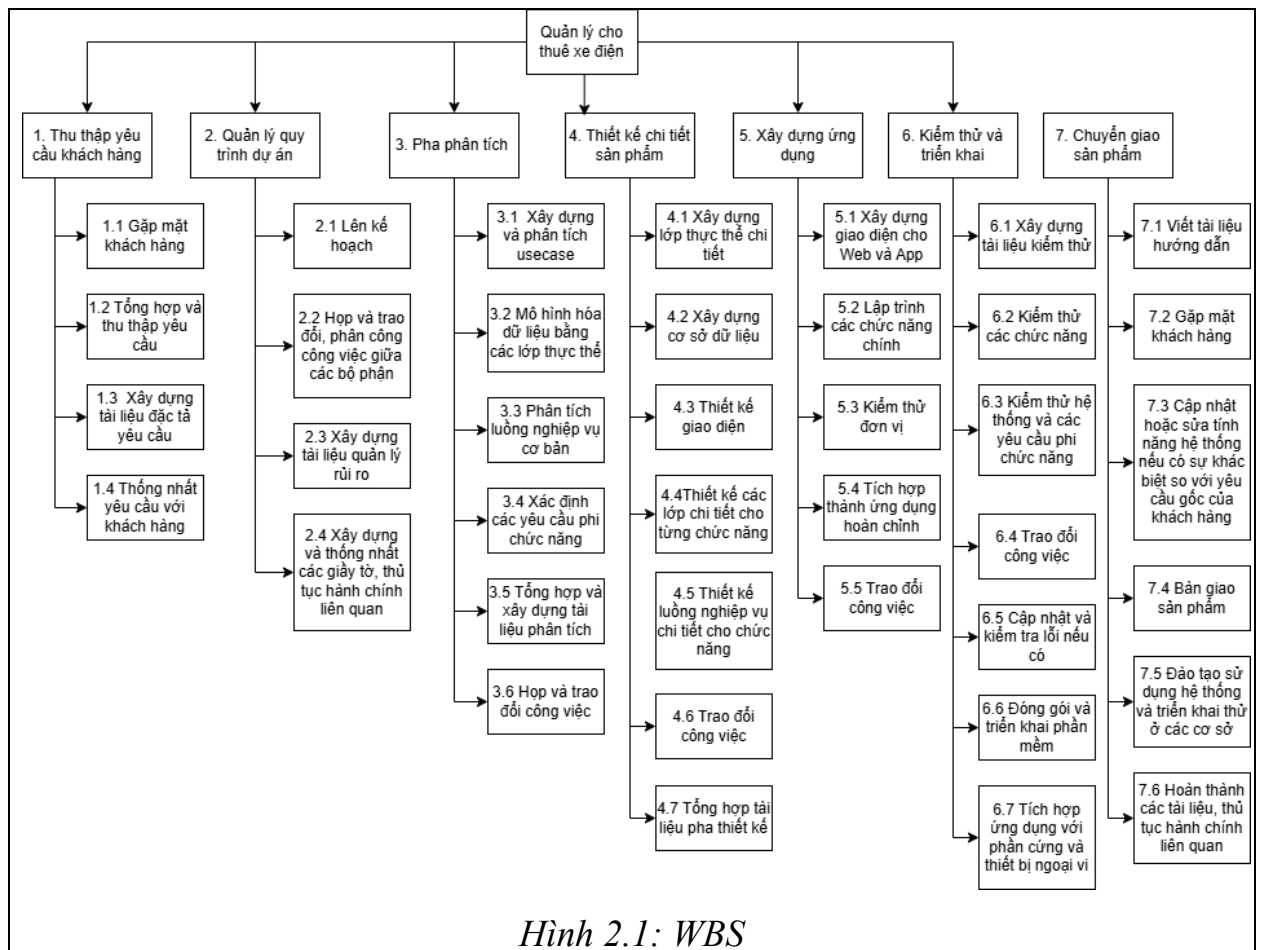 Quản lý cho
thuê xe điện
1. Thu thập yêu
cầu khách hàng
2. Quản lý quy
trình dự án
3. Pha phân tích
4. Thiết kế chi tiết
sản phẩm
5. Xây dựng ứng
dụng
6. Kiểm thử và
triển khai
7. Chuyển giao
sản phẩm
1.1 Gặp mặt
khách hàng
1.2 Tổng hợp và
thu thập yêu
cầu
1.3 Xây dựng
tài liệu đặc tả
yêu cầu
1.4 Thống nhất
yêu cầu với
khách hàng
2.1 Lên kế
hoạch
2.2 Họp và trao
đổi, phân công
công việc giữa
các bộ phận
2.3 Xây dựng
tài liệu quản lý
rủi ro
2.4 Xây dựng
và thống nhất
các giấy tờ, thủ
tục hành chính
liên quan
3.1 Xây dựng
và phân tích
usecase
3.2 Mô hình hóa
dữ liệu bằng
các lớp thực thể
3.3 Phân tích
luồng nghiệp vụ
cơ bản
3.4 Xác định
các yêu cầu phi
chức năng
3.5 Tổng hợp và
xây dựng tài
liệu phân tích
3.6 Họp và trao
đổi công việc
4.1 Xây dựng
lớp thực thể chi
tiết
4.2 Xây dựng
cơ sở dữ liệu
4.3 Thiết kế
giao diện
4.4Thiết kế các
lớp chi tiết cho
từng chức năng
4.5 Thiết kế
luồng nghiệp vụ
chi tiết cho chức
năng
4.6 Trao đổi
công việc
4.7 Tổng hợp tài
liệu pha thiết kế
5.1 Xây dựng
giao diện cho
Web và App
5.2 Lập trình
các chức năng
chính
5.3 Kiểm thử
đơn vị
5.4 Tích hợp
thành ứng dụng
hoàn chỉnh
5.5 Trao đổi
công việc
6.1 Xây dựng
tài liệu kiểm thử
6.2 Kiểm thử
các chức năng
6.3 Kiểm thử hệ
thống và các
yêu cầu phi
chức năng
6.4 Trao đổi
công việc
6.5 Cập nhật và
kiểm tra lỗi nếu
có
6.6 Đóng gói và
triển khai phần
mềm
6.7 Tích hợp
ứng dụng với
phần cứng và
thiết bị ngoại vi
7.1 Viết tài liệu
hướng dẫn
7.2 Gặp mặt
khách hàng
7.3 Cập nhật
hoặc sửa tính
năng hệ thống
nếu có sự khác
biệt so với yêu
cầu gốc của
khách hàng
7.4 Bàn giao
sản phẩm
7.5 Đào tạo sử
dụng hệ thống
và triển khai thử
ở các cơ sở
7.6 Hoàn thành
các tài liệu, thủ
tục hành chính
liên quan
Hình 2.1: WBS